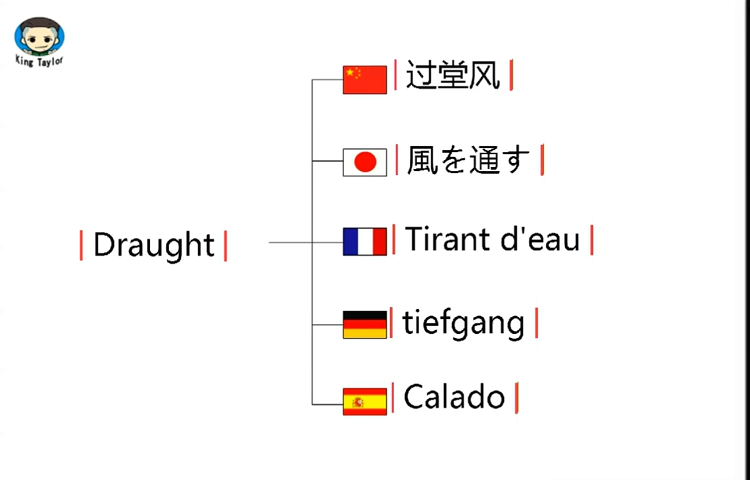 King Taylor
过堂风
風を通す
Draught
Tirant d'eau
tiefgang
Calado